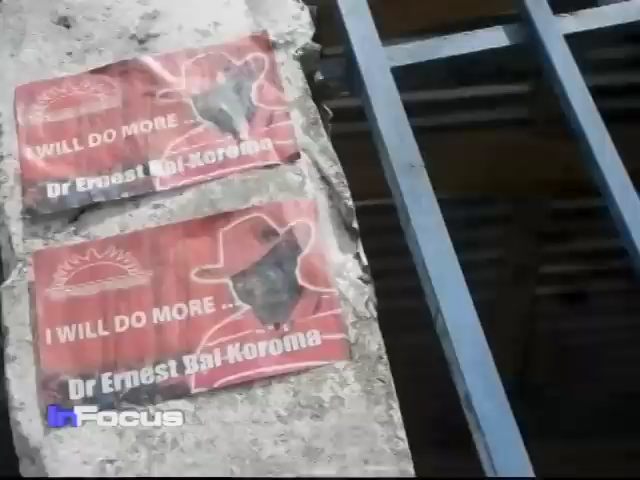 I WILL DO MORE ...
Dr Ernest Bai Koroma
I WILL DO MORE ...
Dr Ernest Bai Koroma
InFocus